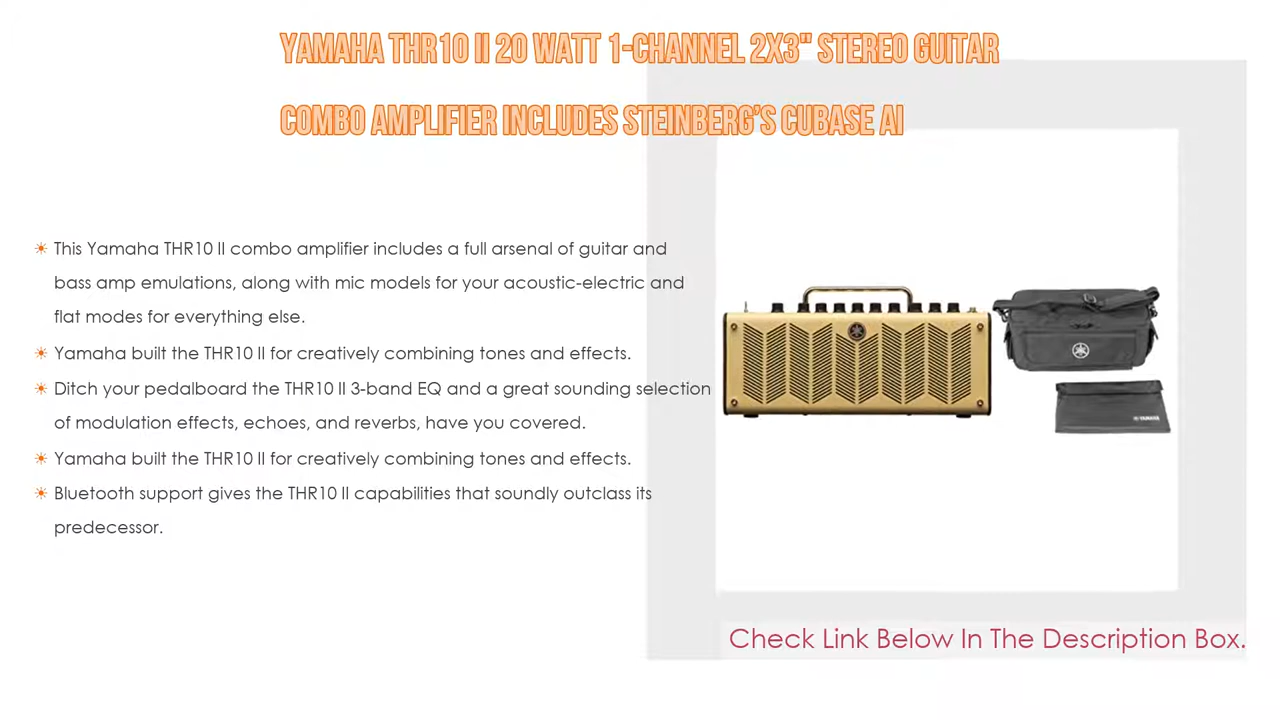 YAMAHA THR10 II 20 WATT 1-CHANNEL 2X3" STEREO GUITAR
COMBO AMPLIFIER INCLUDES STEINBERG'S CUBASE AI
This Yamaha THR10 II combo amplifier includes a full arsenal of guitar and
bass amp emulations, along with mic models for your acoustic-electric and
flat modes for everything else.
Yamaha built the THR10 II for creatively combining tones and effects.
Ditch your pedalboard the THR10 II 3-band EQ and a great sounding selection
of modulation effects, echoes, and reverbs, have you covered.
Yamaha built the THR10 II for creatively combining tones and effects.
Bluetooth support gives the THR10 II capabilities that soundly outclass its
predecessor.
YAMAHA
Check Link Below In The Description Box.